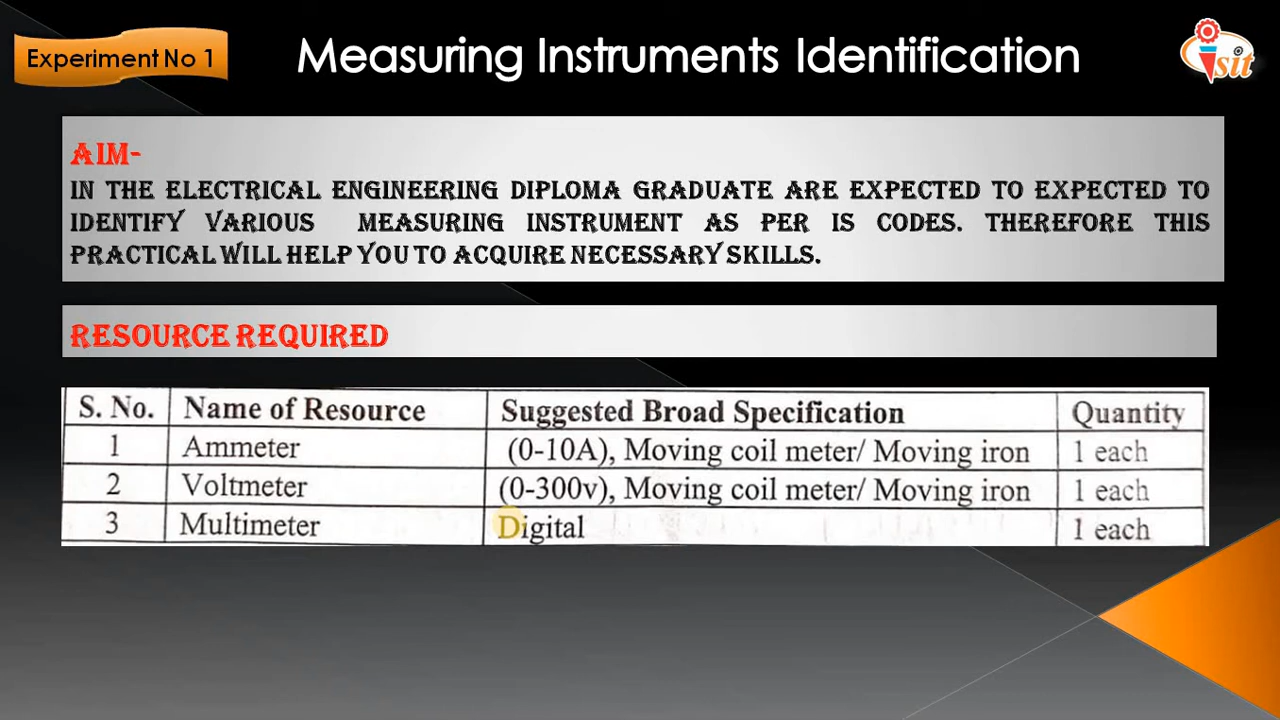 Experiment No 1
Measuring Instruments Identification
sit
AIM-
IN THE ELECTRICAL ENGINEERING DIPLOMA GRADUATE ARE EXPECTED TO EXPECTED TO
IDENTIFY VARIOUS MEASURING INSTRUMENT AS PER IS CODES. THEREFORE THIS
PRACTICAL WILL HELP YOU TO ACQUIRE NECESSARY SKILLS.
RESOURCE REQUIRED
S. No. Name of Resource Suggested Broad Specification Quantity
1 Ammeter (0-10A), Moving coil meter/ Moving iron 1 each
2 Voltmeter (0-300v), Moving coil meter/ Moving iron 1 each
3 Multimeter Digital 1 each